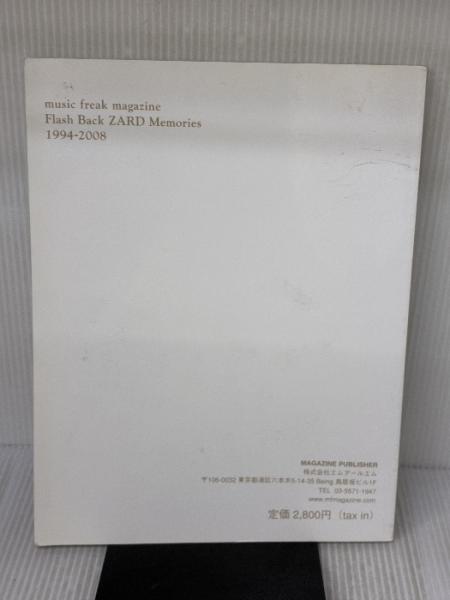 music freak magazine
Flash Back ZARD Memories
1994-2008
MAGAZINE PUBLISHER
株式会社エムアールエム
〒106-0032 東京都港区六本木5-14-35 Being 鳥居坂ビル1F
TEL 03-5571-1947
www.mfmagazine.com
定価 2,800円 (tax in)